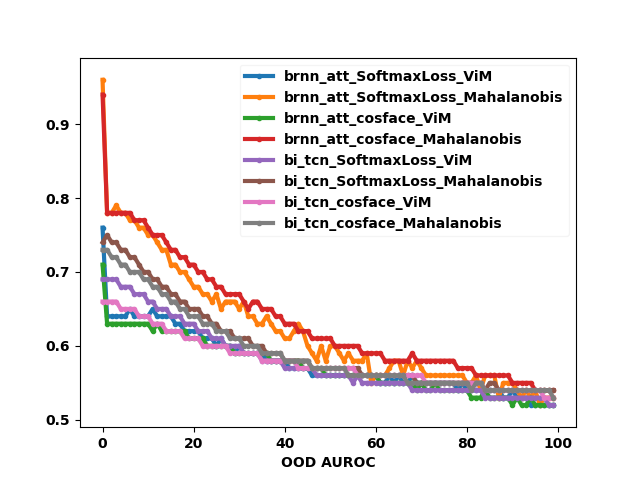 brnn_att_SoftmaxLoss_ViM
brnn_att_SoftmaxLoss_Mahalanobis
brnn_att_cosface_ViM
brnn_att_cosface_Mahalanobis
bi_tcn_SoftmaxLoss_ViM
bi_tcn_SoftmaxLoss_Mahalanobis
bi_tcn_cosface_ViM
bi_tcn_cosface_Mahalanobis
0.9
0.8
0.7
0.6
0.5
0 20 40 60 80 100
OOD AUROC